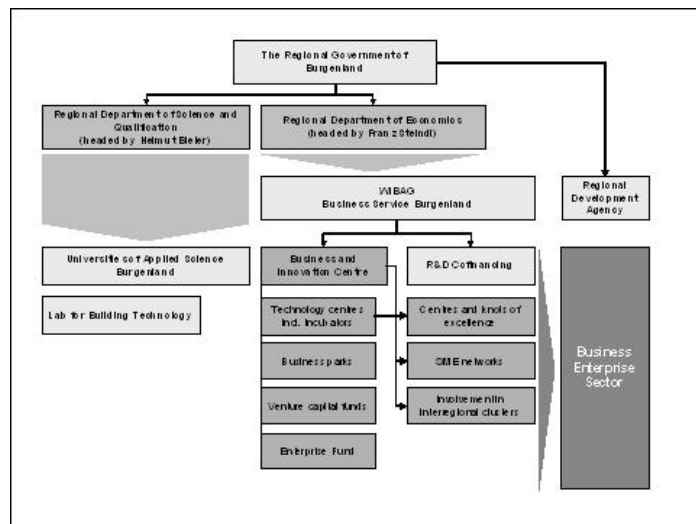 The Regional Government of
Burgenland
Regional Department of Science and
Qualification
(headed by Helmut Bieler)
Regional Department of Economics
(headed by Franz Steindl)
WIBAG
Business Service Burgenland
Regional
Development
Agency
Universities of Applied Science
Burgenland
Business and
Innovation Centre
R&D Cofinancing
Lab for Building Technology
Technology centres
incl. incubators
Centres and knots of
excellence
Business parks
SME networks
Business
Enterprise
Sector
Venture capital funds
Involvement in
interregional clusters
Enterprise Fund